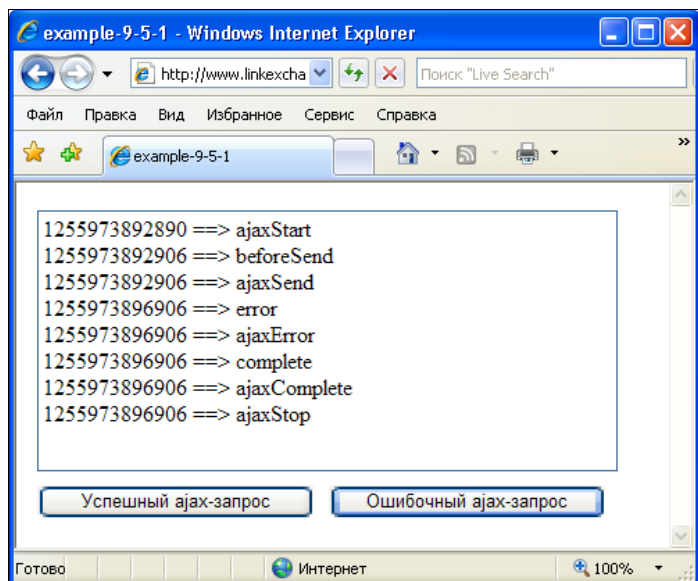 example-9-5-1 - Windows Internet Explorer
http://www.linkexcha
Поиск "Live Search"
Файл Правка Вид Избранное Сервис Справка
example-9-5-1
»
1255973892890 ==> ajaxStart
1255973892906 ==> beforeSend
1255973892906 ==> ajaxSend
1255973896906 ==> error
1255973896906 ==> ajaxError
1255973896906 ==> complete
1255973896906 ==> ajaxComplete
1255973896906 ==> ajaxStop
Успешный ajax-запрос Ошибочный ajax-запрос
Готово Интернет 100%